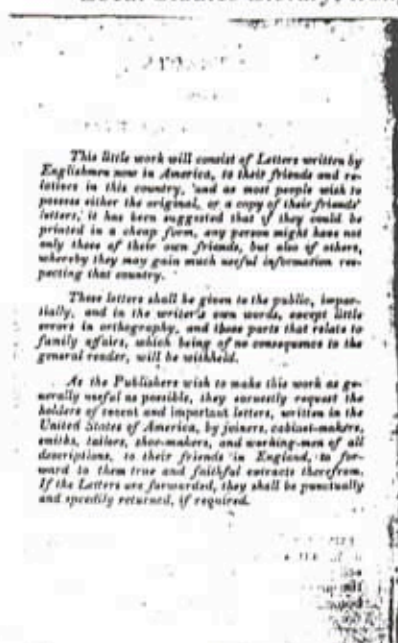 This little work will consist of Letters written by
Englishmen now in America, to their friends and re-
latives in this country, and as most people wish to
possess either the original, or a copy of their friends'
letters, it has been suggested that if they could be
printed in a cheap form, any person might have not
only those of their own friends, but also of others,
whereby they may gain much useful information res-
pecting that country.
These letters shall be given to the public, impar-
tially, and in the writer's own words, except little
errors in orthography, and those parts that relate to
family affairs, which being of no consequence to the
general reader, will be withheld.
As the Publishers wish to make this work as ge-
nerally useful as possible, they earnestly request the
holders of recent and important letters, written in the
United States of America, by joiners, cabinet-makers,
smiths, tailors, shoe-makers, and working-men of all
descriptions, to their friends in England, to for-
ward to them true and faithful extracts therefrom.
If the Letters are forwarded, they shall be punctually
and speedily returned, if required.